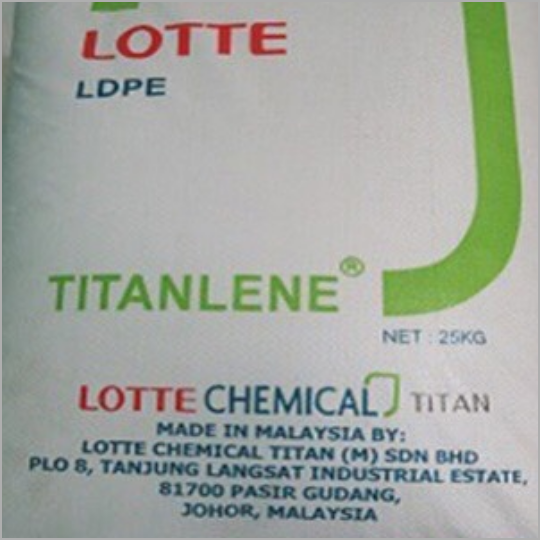 LOTTE
LDPE
TITANLENE®
NET : 25KG
LOTTE CHEMICAL TITAN
MADE IN MALAYSIA BY:
LOTTE CHEMICAL TITAN (M) SDN BHD
PLO 8, TANJUNG LANGSAT INDUSTRIAL ESTATE,
81700 PASIR GUDANG,
JOHOR, MALAYSIA